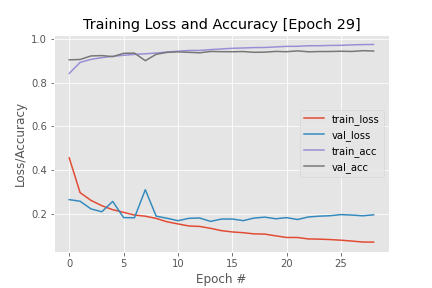 Training Loss and Accuracy [Epoch 29]
1.0
0.8
0.6
0.4
0.2
Loss/Accuracy
train_loss
val_loss
train_acc
val_acc
0 5 10 15 20 25
Epoch #